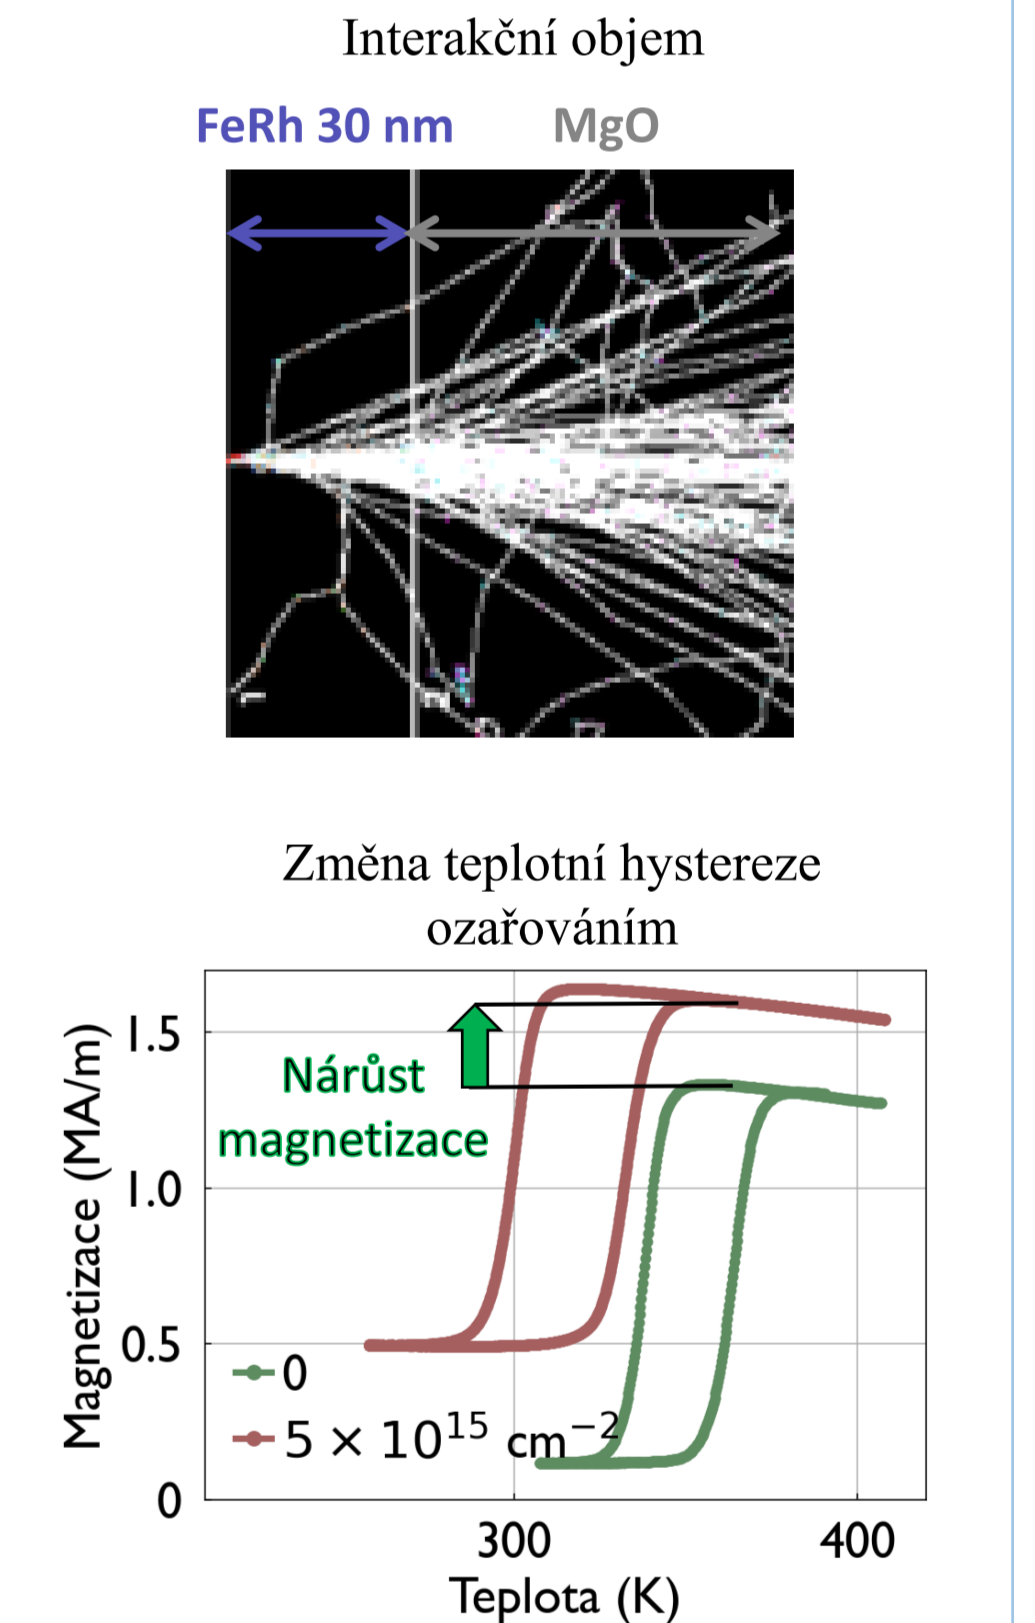 Interakční objem
FeRh 30 nm MgO
Změna teplotní hystereze
ozařováním
Magnetizace (MA/m)
1.5
1.0
0.5
0
Nárůst
magnetizace
0
5 × 10¹⁵ cm⁻²
300 400
Teplota (K)